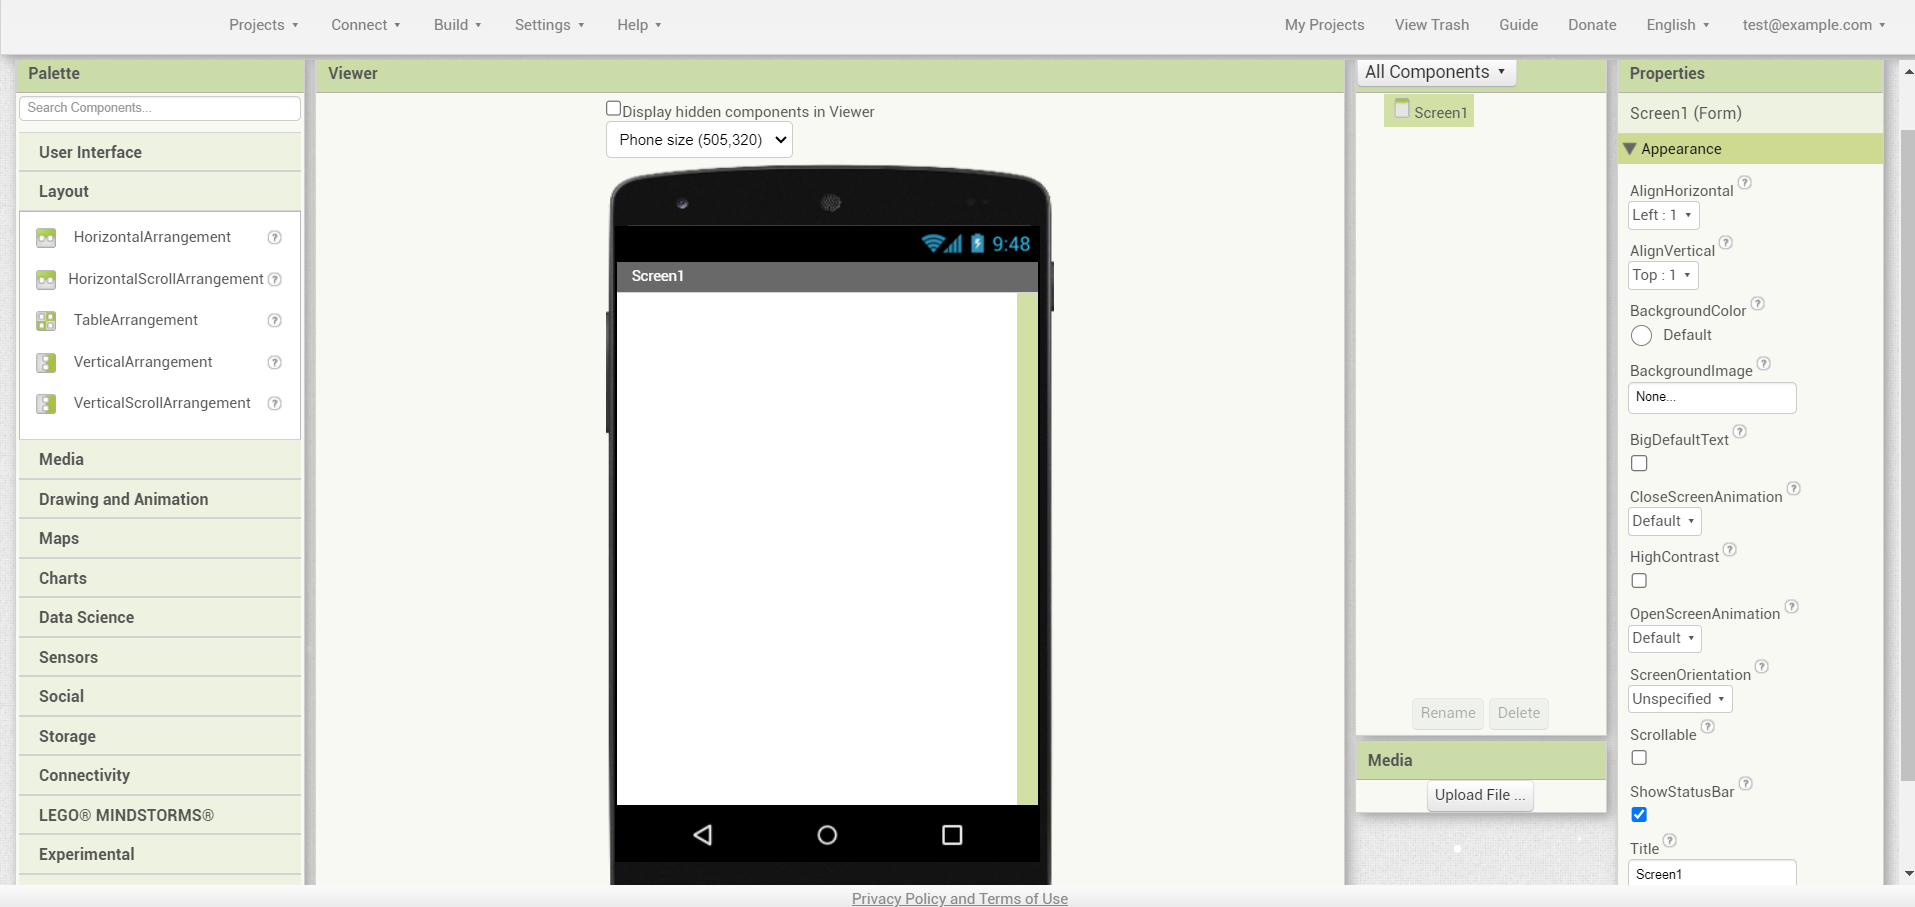 Projects Connect Build Settings Help My Projects View Trash Guide Donate English test@example.com
Palette
Search Components...
User Interface
Layout
HorizontalArrangement
HorizontalScrollArrangement
TableArrangement
VerticalArrangement
VerticalScrollArrangement
Media
Drawing and Animation
Maps
Charts
Data Science
Sensors
Social
Storage
Connectivity
LEGO® MINDSTORMS®
Experimental
Viewer
Display hidden components in Viewer
Phone size (505,320)
9:48
Screen1
All Components
Screen1
Rename Delete
Media
Upload File ...
Properties
Screen1 (Form)
Appearance
AlignHorizontal
Left : 1
AlignVertical
Top : 1
BackgroundColor
Default
BackgroundImage
None...
BigDefaultText
CloseScreenAnimation
Default
HighContrast
OpenScreenAnimation
Default
ScreenOrientation
Unspecified
Scrollable
ShowStatusBar
Title
Screen1
Privacy Policy and Terms of Use